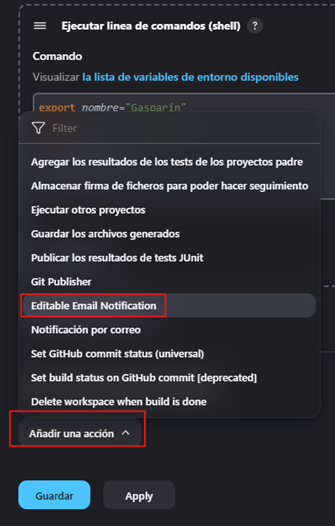 Ejecutar linea de comandos (shell) ?
Comando
Visualizar la lista de variables de entorno disponibles
export nombre="Gasparín"
Filter
Agregar los resultados de los tests de los proyectos padre
Almacenar firma de ficheros para poder hacer seguimiento
Ejecutar otros proyectos
Guardar los archivos generados
Publicar los resultados de tests JUnit
Git Publisher
Editable Email Notification
Notificación por correo
Set GitHub commit status (universal)
Set build status on GitHub commit [deprecated]
Delete workspace when build is done
Añadir una acción
Guardar Apply